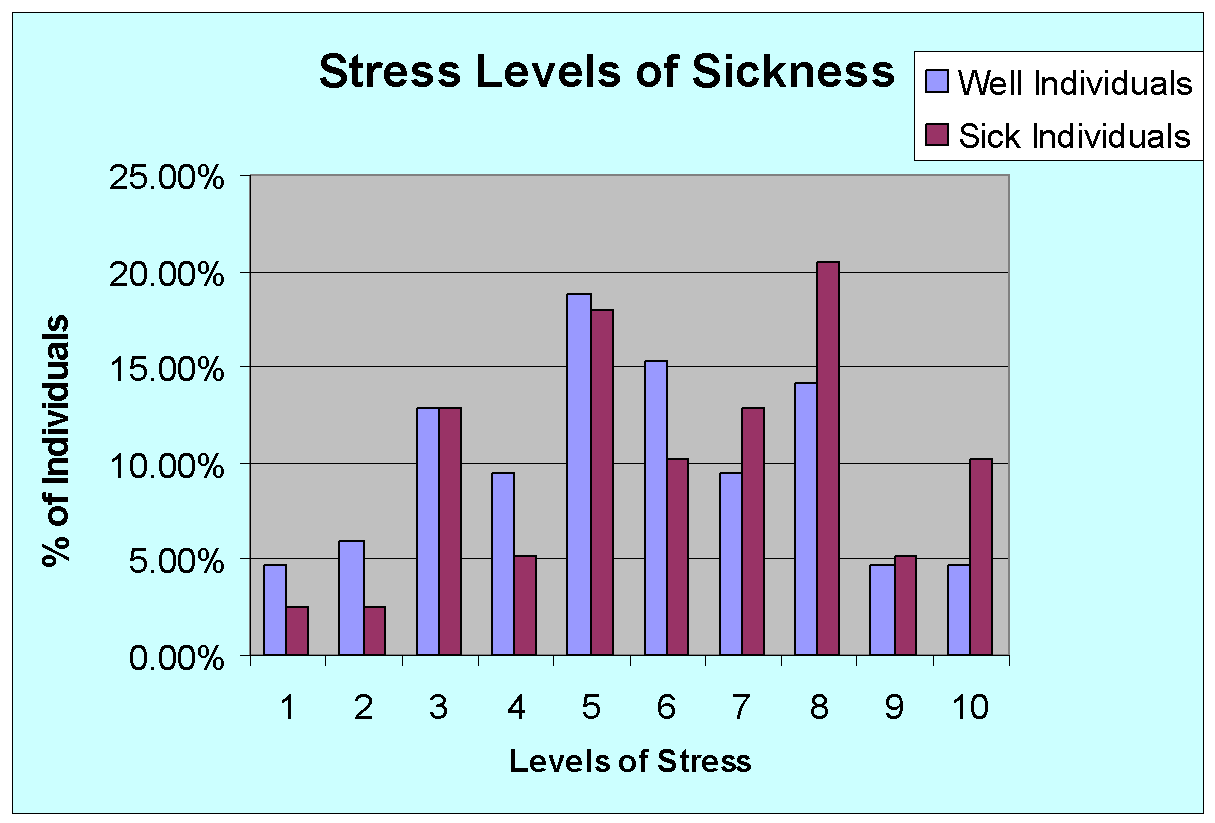 Stress Levels of Sickness
Well Individuals
Sick Individuals
25.00%
20.00%
15.00%
10.00%
5.00%
0.00%
% of Individuals
1 2 3 4 5 6 7 8 9 10
Levels of Stress